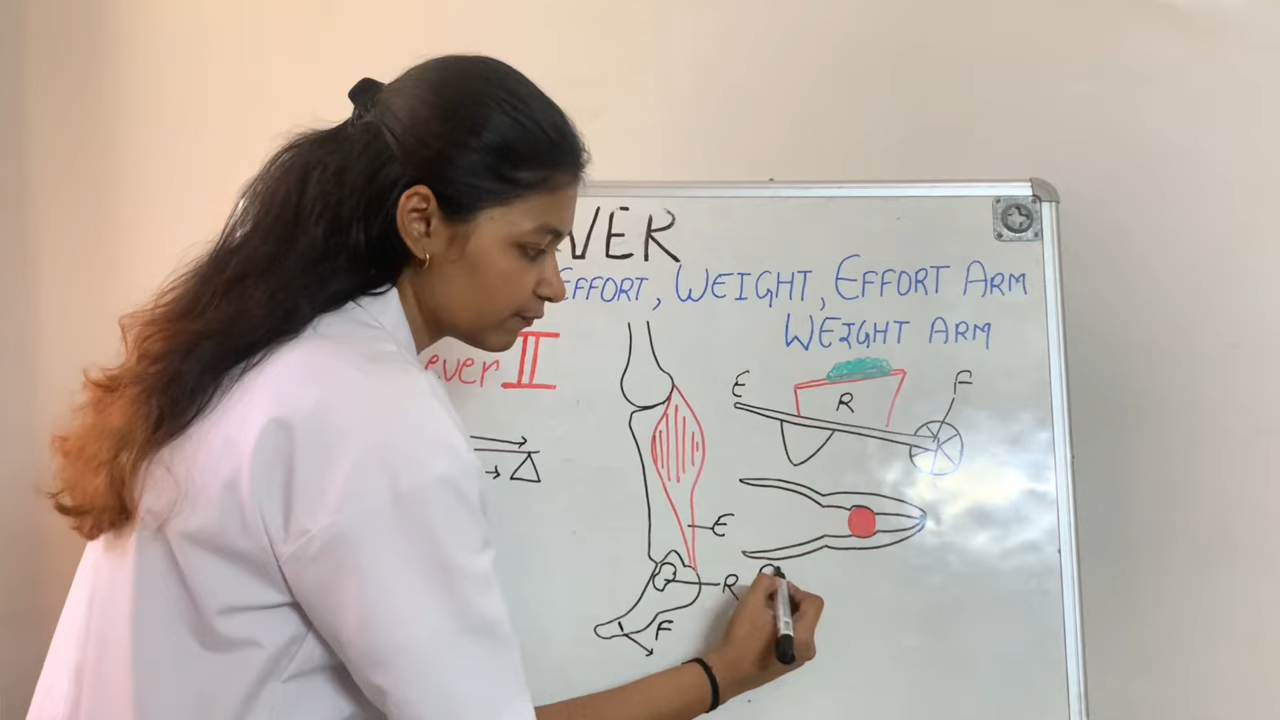 VER
EFFORT, WEIGHT, EFFORT ARM
WEIGHT ARM
ever II
E
R
F
E
R
F